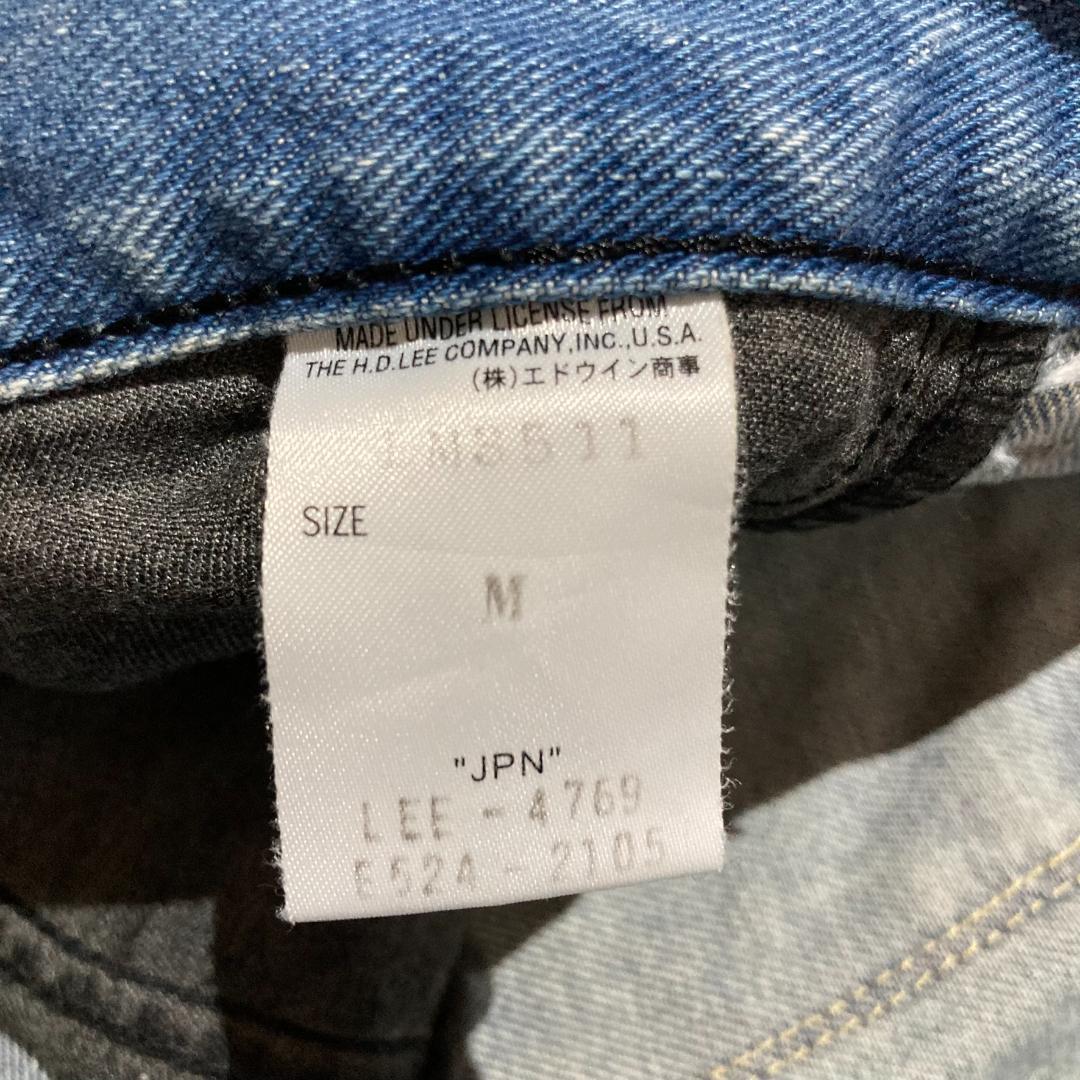 MADE UNDER LICENSE FROM
THE H.D.LEE COMPANY,INC.,U.S.A.
(株)エドウイン商事
LM8511
SIZE
M
"JPN"
LEE-4769
E524-2105